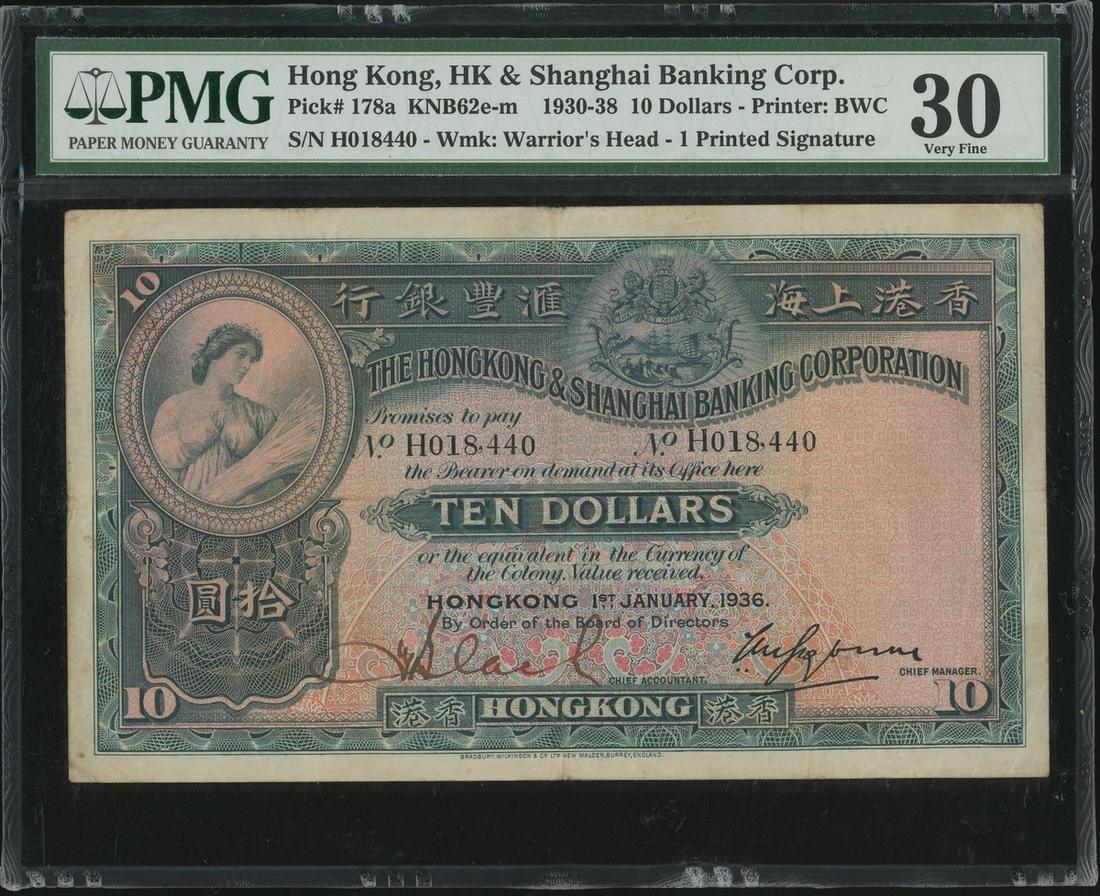 PMG
PAPER MONEY GUARANTY
Hong Kong, HK & Shanghai Banking Corp.
Pick# 178a KNB62e-m 1930-38 10 Dollars - Printer: BWC
S/N H018440 - Wmk: Warrior's Head - 1 Printed Signature
30
Very Fine
10
行銀豐滙 海上港香
THE HONGKONG & SHANGHAI BANKING CORPORATION
Promises to pay
No. H018,440 No. H018,440
the Bearer on demand at its Office here
TEN DOLLARS
or the equivalent in the Currency of
the Colony, Value received.
圓拾
HONGKONG 1ST JANUARY, 1936.
By Order of the Board of Directors
CHIEF ACCOUNTANT.
CHIEF MANAGER.
10 港香 HONGKONG 港香 10
BRADBURY, WILKINSON & CO LTD NEW MALDEN, SURREY, ENGLAND.